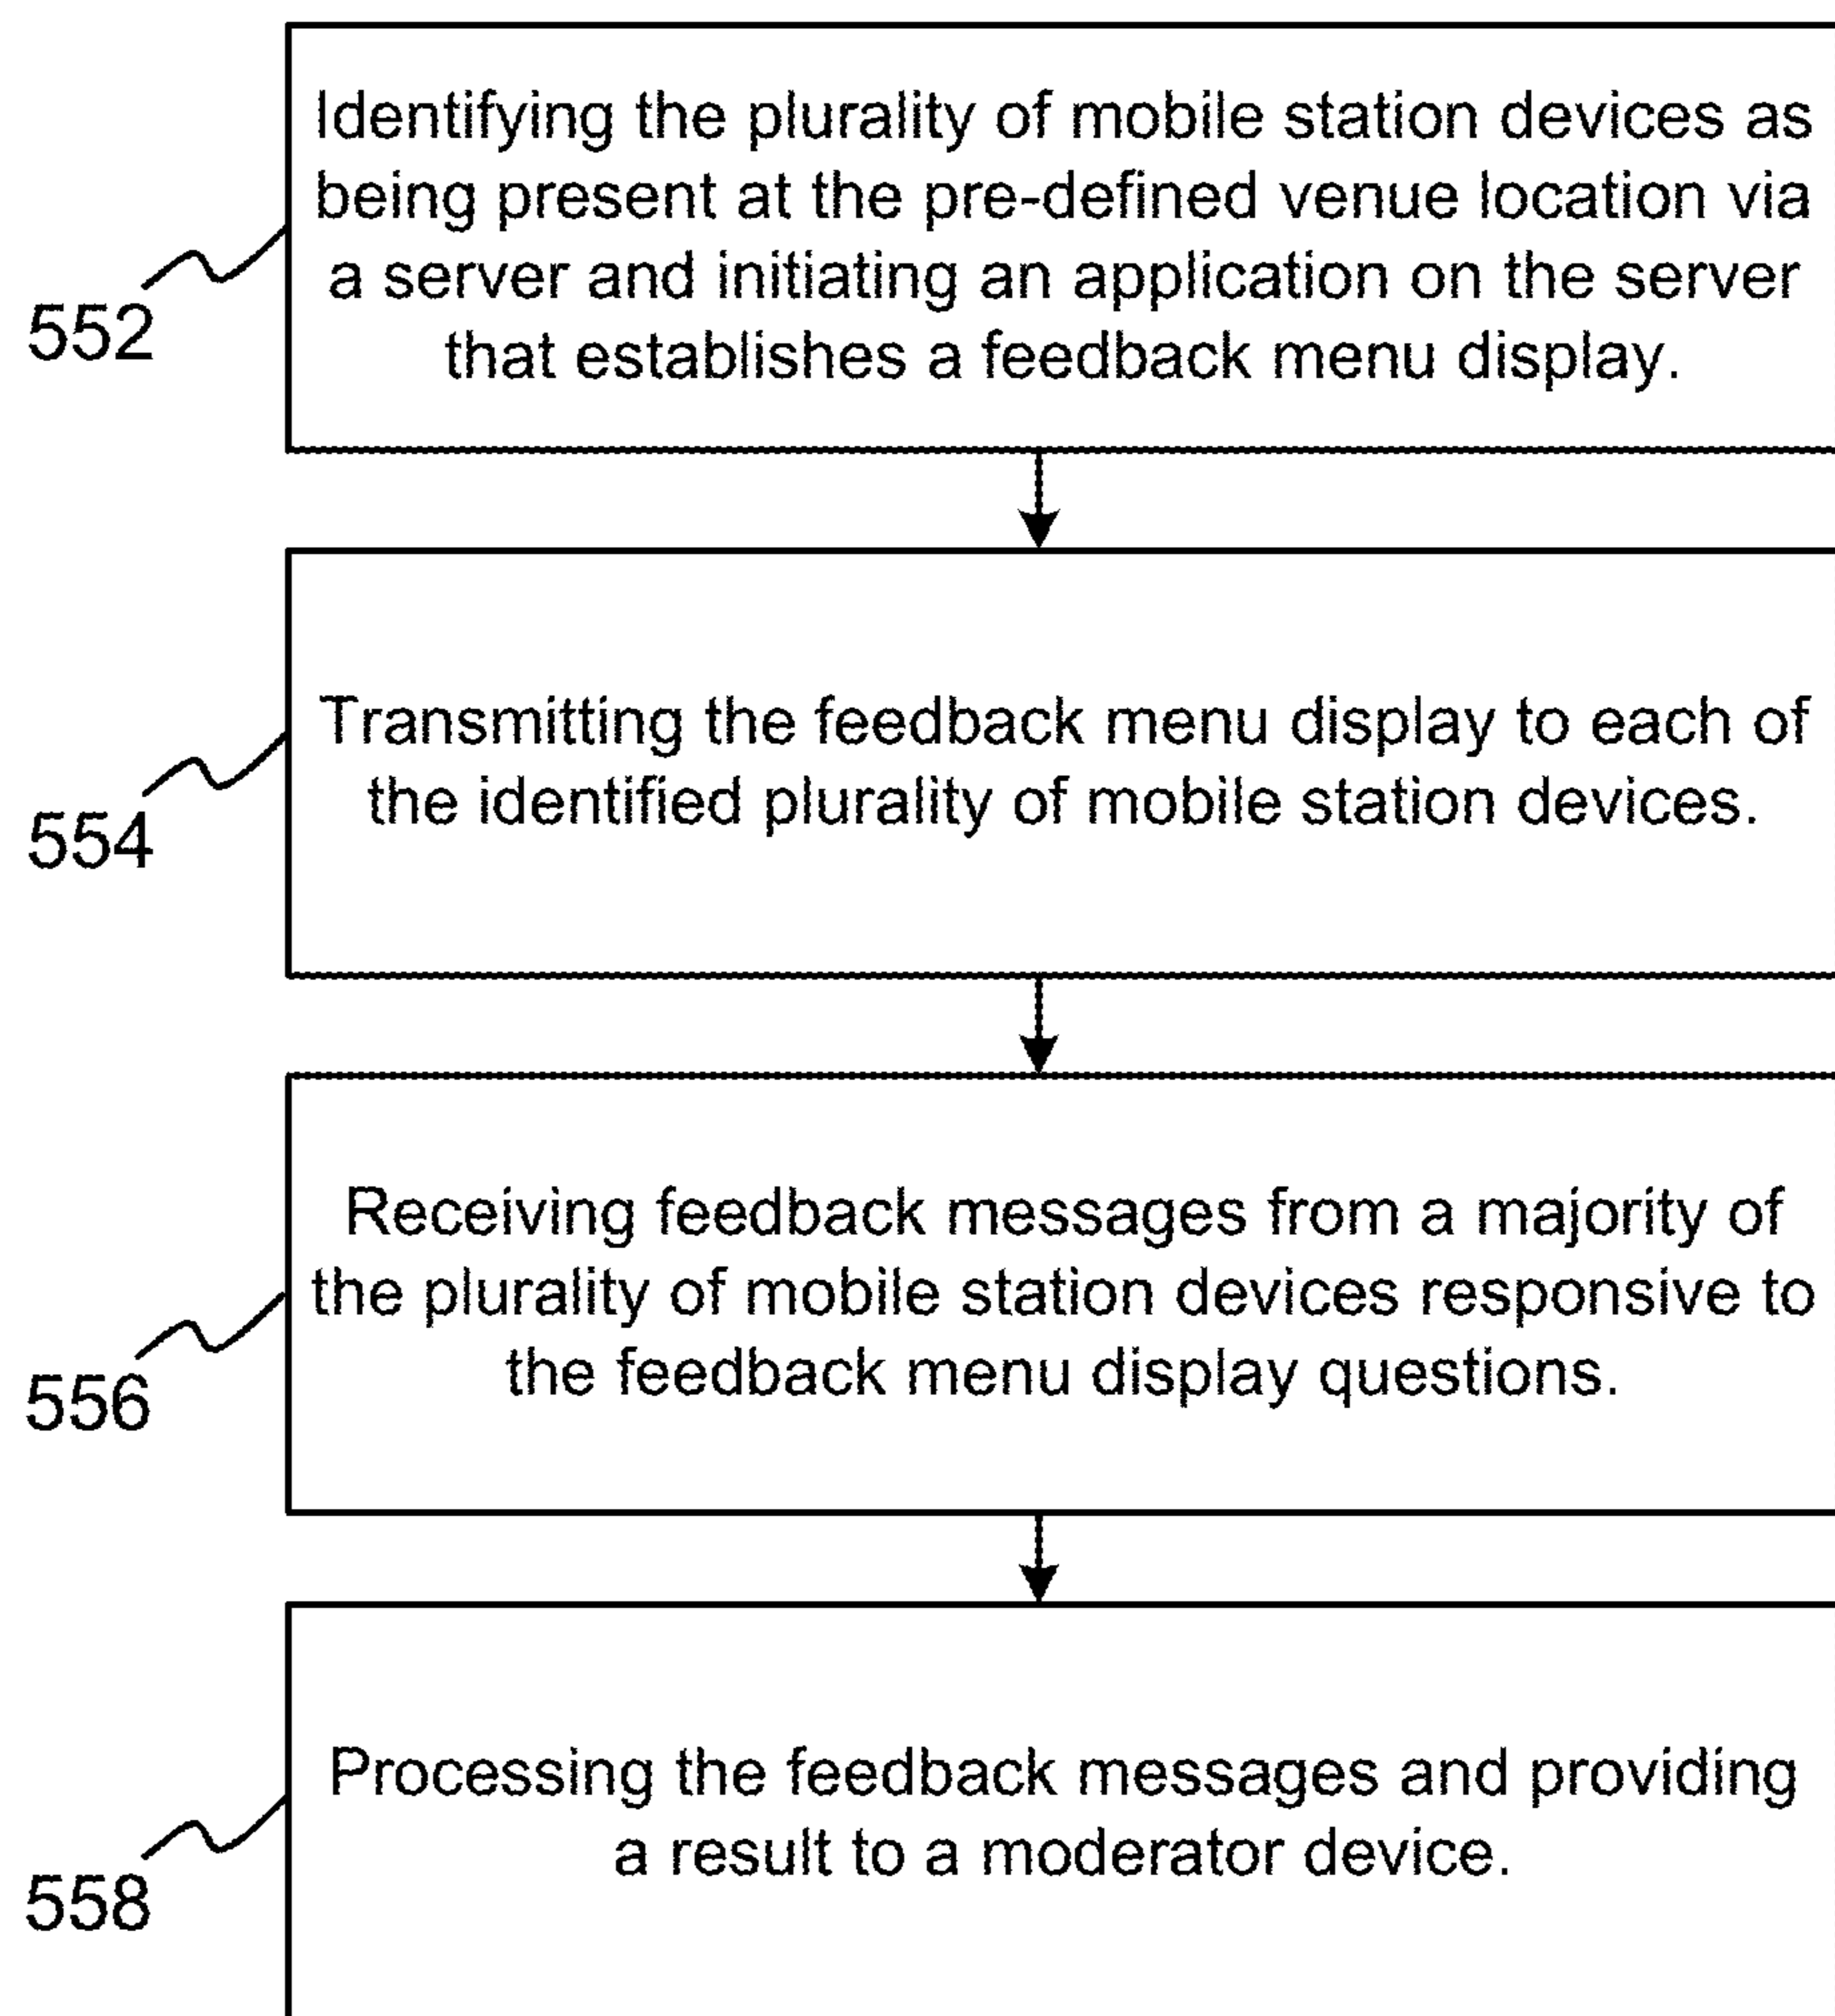 Identifying the plurality of mobile station devices as
being present at the pre-defined venue location via
a server and initiating an application on the server
that establishes a feedback menu display.
552
Transmitting the feedback menu display to each of
the identified plurality of mobile station devices.
554
Receiving feedback messages from a majority of
the plurality of mobile station devices responsive to
the feedback menu display questions.
556
Processing the feedback messages and providing
a result to a moderator device.
558